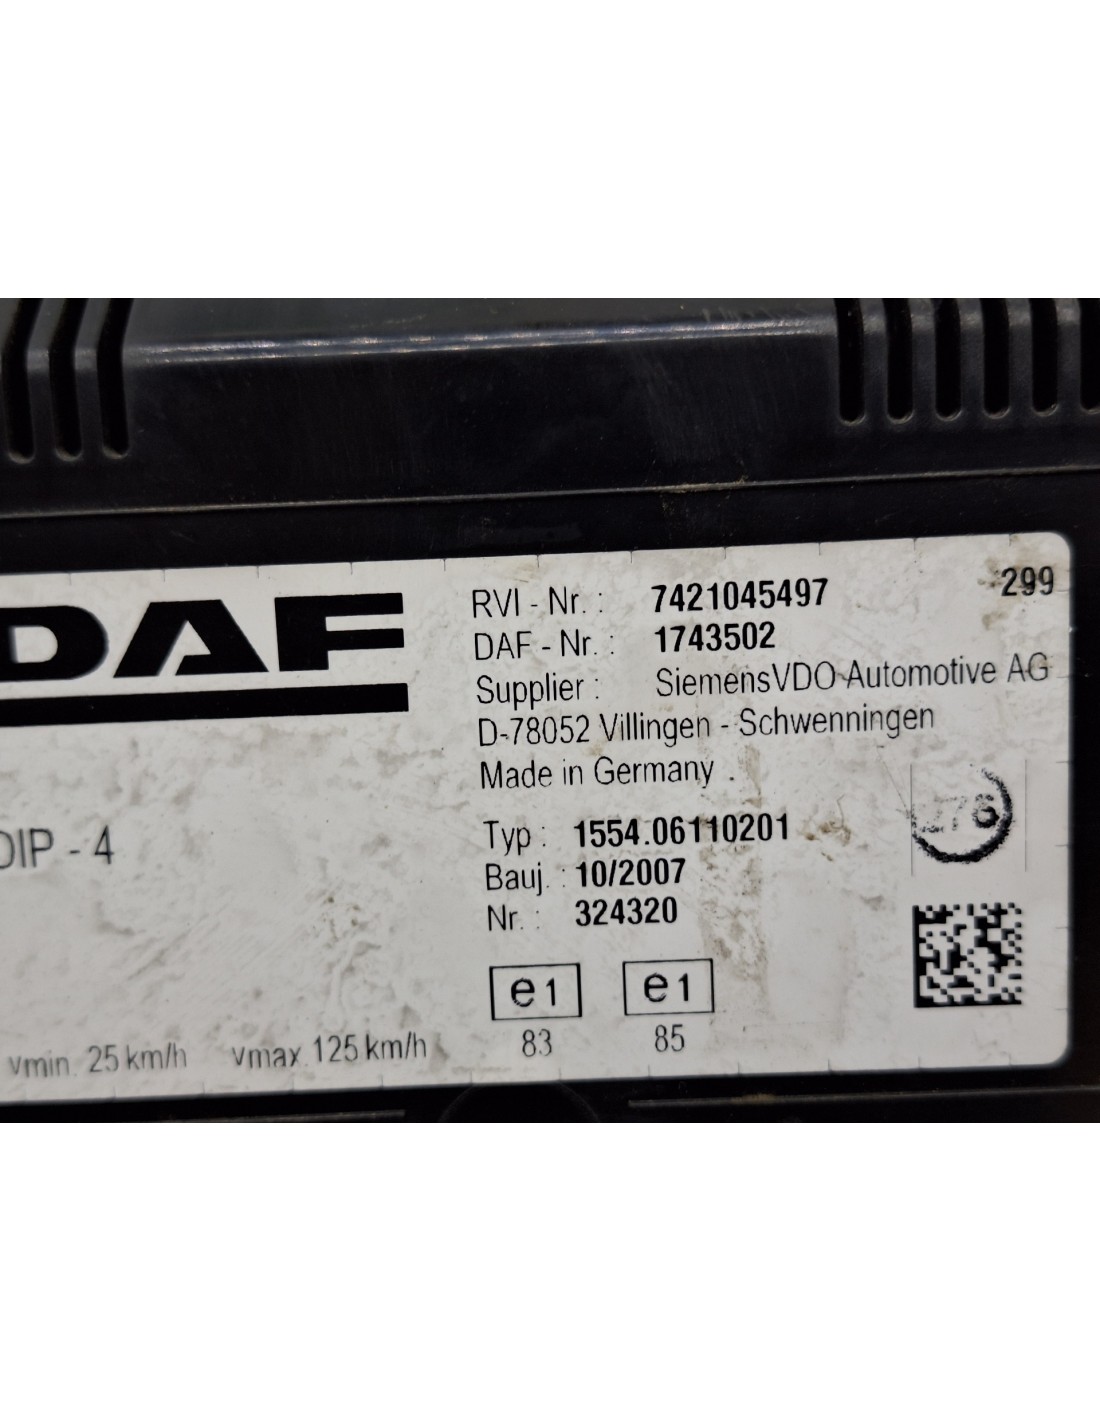 DAF
RVI - Nr. : 7421045497
299
DAF - Nr. : 1743502
Supplier : SiemensVDO Automotive AG
D-78052 Villingen - Schwenningen
Made in Germany
DIP - 4
Typ : 1554.06110201
276
Bauj. : 10/2007
Nr. : 324320
e1 e1
83 85
vmin. 25 km/h vmax. 125 km/h